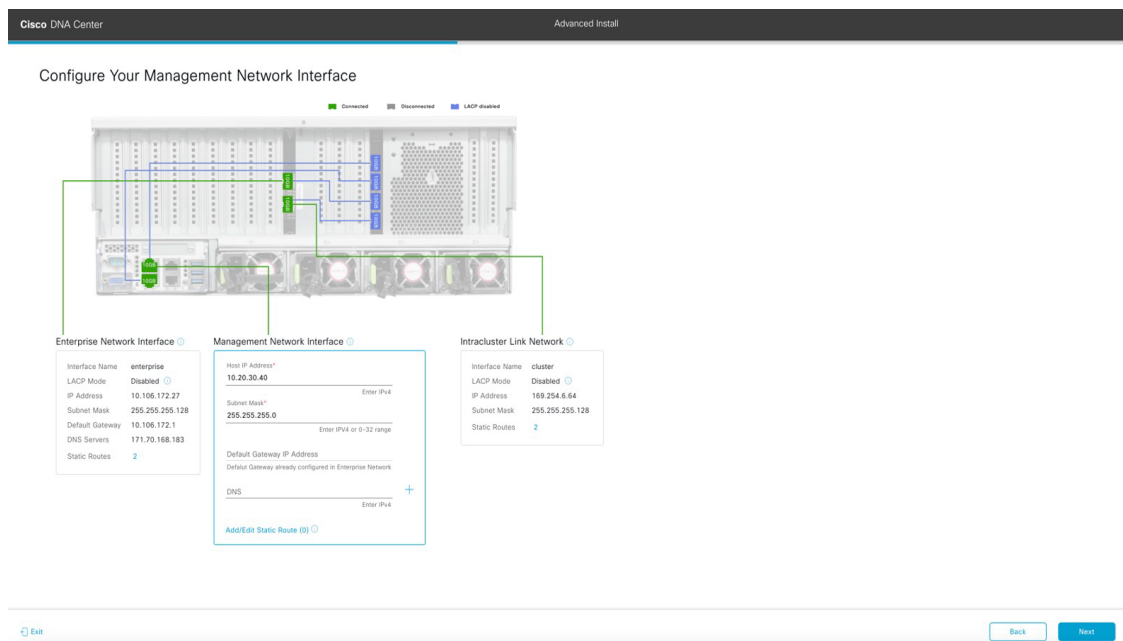 Cisco DNA Center
Advanced Install
Configure Your Management Network Interface
Connected
Disconnected
LACP disabled
Enterprise Network Interface
Interface Name enterprise
LACP Mode Disabled
IP Address 10.106.172.27
Subnet Mask 255.255.255.128
Default Gateway 10.106.172.1
DNS Servers 171.70.168.183
Static Routes 2
Management Network Interface
Host IP Address*
10.20.30.40
Enter IPv4
Subnet Mask*
255.255.255.0
Enter IPV4 or 0-32 range
Default Gateway IP Address
Defalut Gateway already configured in Enterprise Network
DNS
Enter IPv4
Add/Edit Static Route (0)
Intracluster Link Network
Interface Name cluster
LACP Mode Disabled
IP Address 169.254.6.64
Subnet Mask 255.255.255.128
Static Routes 2
Exit
Back
Next